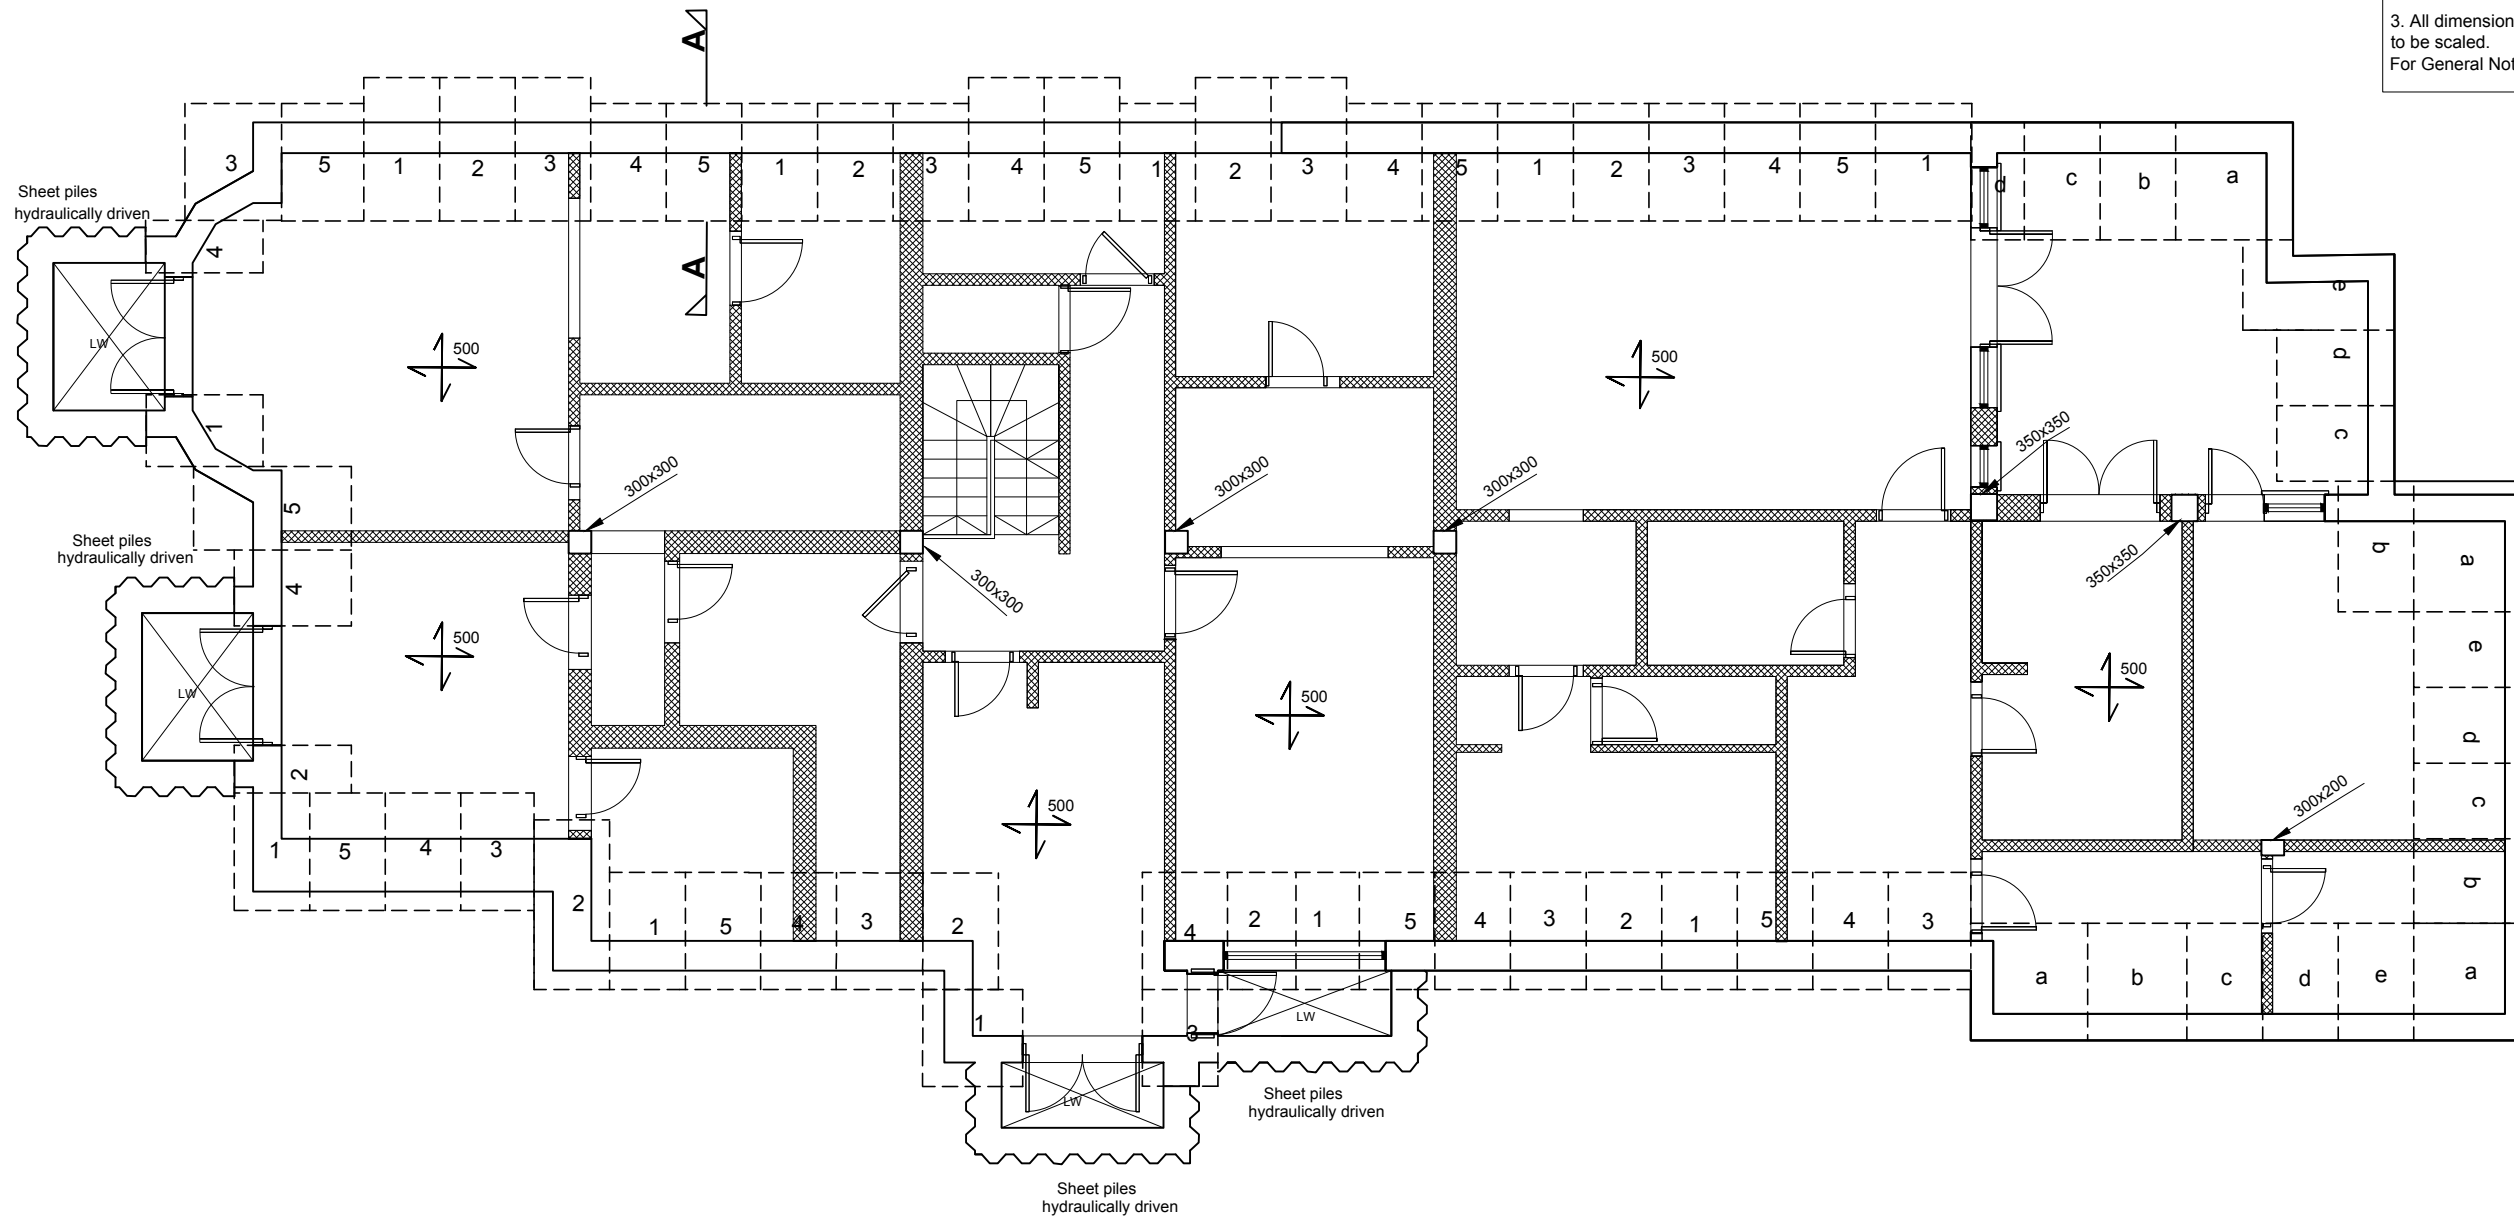 3. All dimension
to be scaled.
For General Not
A
3 5 1 2 3 4 5 1 2 3 4 5 1 2 3 4 5 1 2 3 4 5 1 d c b a
Sheet piles
hydraulically driven
4
A
e
LW
500
500
d
1
350x350
c
300x300
300x300
300x300
5
Sheet piles
hydraulically driven
b
a
350x350
4
300x300
500
e
500
LW
500
d
2
300x200
c
500
1 5 4 3
b
2 1 5 4 3 2 4 2 1 5 4 3 2 1 5 4 3
a b c d e a
1
3
LW
LW
Sheet piles
hydraulically driven
Sheet piles
hydraulically driven